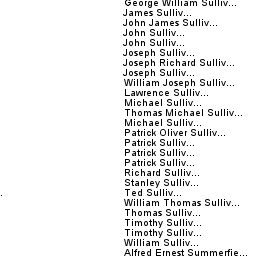 George William Sulliv...
James Sulliv...
John James Sulliv...
John Sulliv...
John Sulliv...
Joseph Sulliv...
Joseph Richard Sulliv...
Joseph Sulliv...
William Joseph Sulliv...
Lawrence Sulliv...
Michael Sulliv...
Thomas Michael Sulliv...
Michael Sulliv...
Patrick Oliver Sulliv...
Patrick Sulliv...
Patrick Sulliv...
Patrick Sulliv...
Richard Sulliv...
Stanley Sulliv...
Ted Sulliv...
William Thomas Sulliv...
Thomas Sulliv...
Timothy Sulliv...
Timothy Sulliv...
William Sulliv...
Alfred Ernest Summerfie...